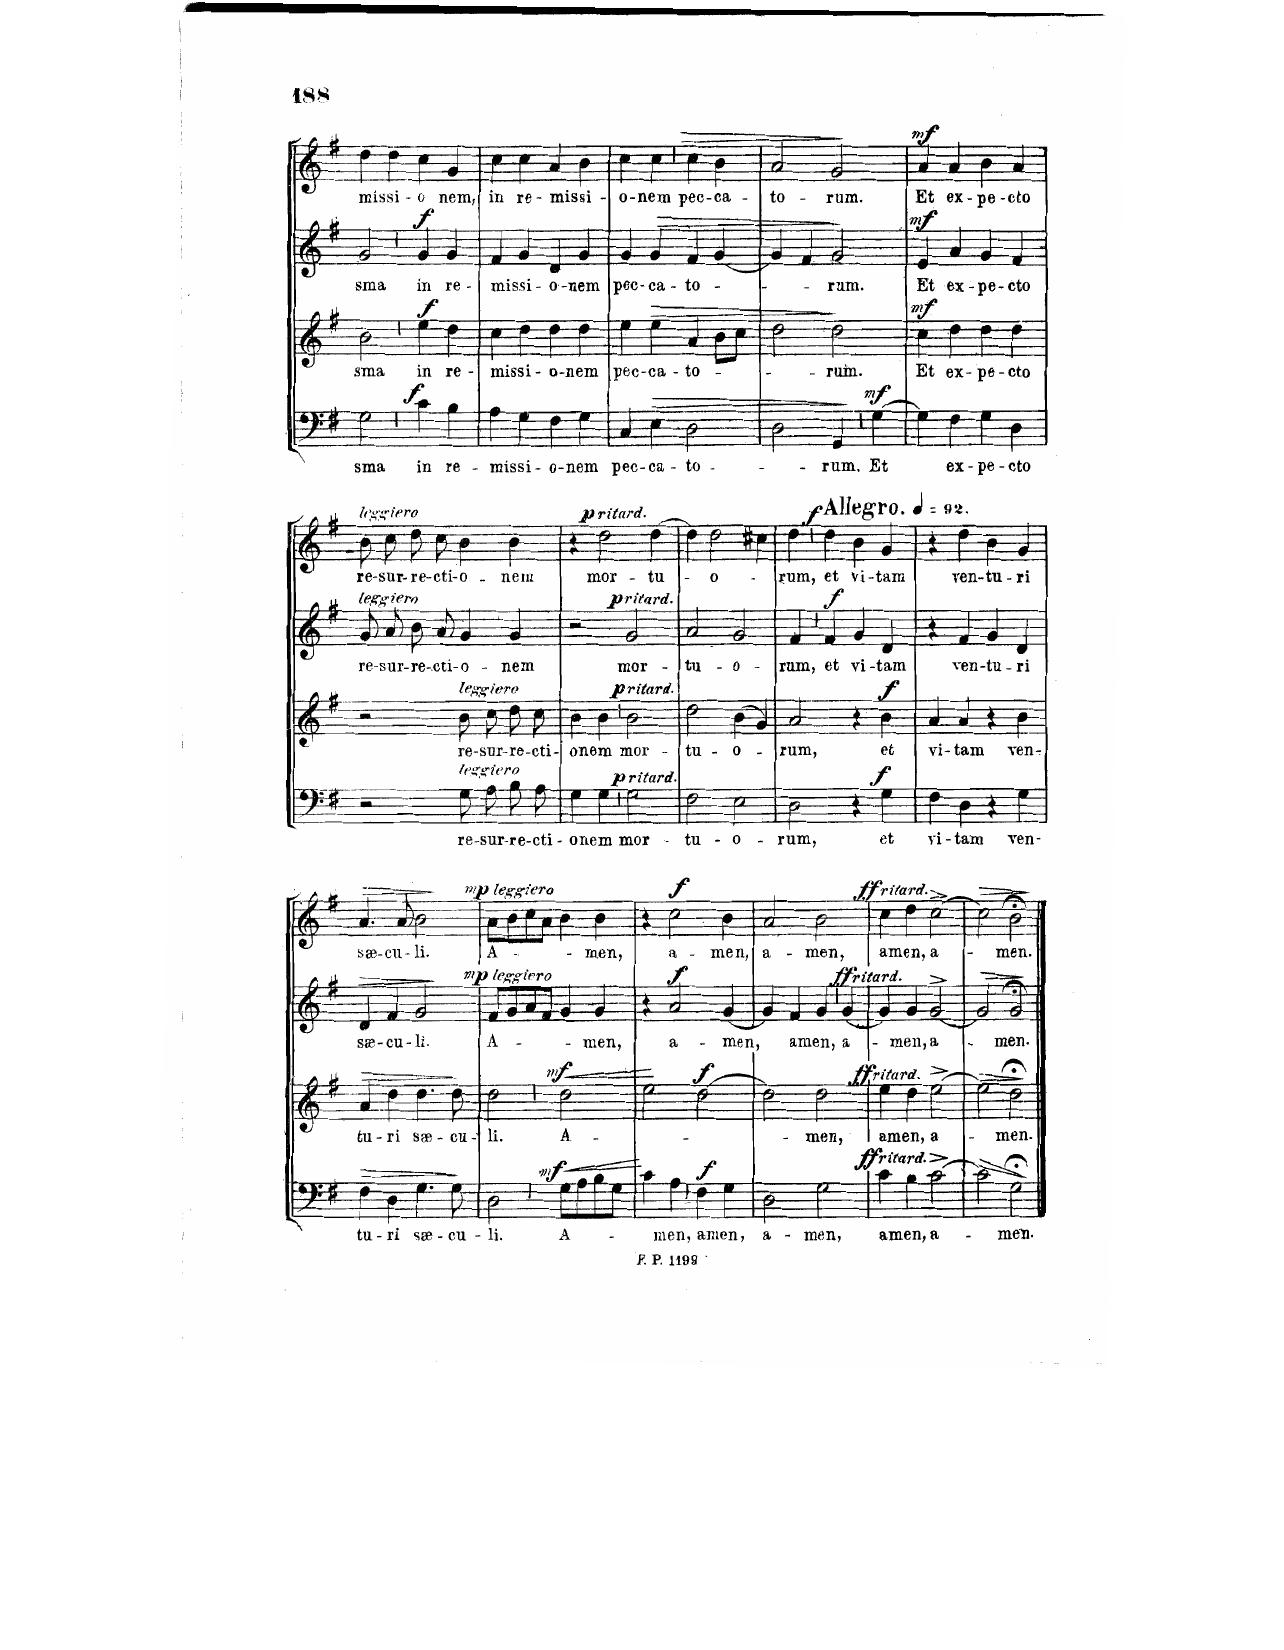 188
mf
missi - o nem, in re - missi - o-nem pec-ca - to - rum. Et ex-pe-cto
f mf
sma in re - missi - o-nem pec-ca - to - - - rum. Et ex-pe-cto
f mf
sma in re - missi - o-nem pec-ca - to - - - rum. Et ex-pe-cto
f mf
sma in re - missi - o-nem pec-ca - to - - - rum. Et ex-pe-cto
leggiero p ritard. f Allegro. ♩ = 92.
re-sur-re-cti-o - nem mor - tu - o - rum, et vi-tam ven-tu-ri
leggiero p ritard. f
re-sur-re-cti-o - nem mor - tu - o - rum, et vi-tam ven-tu-ri
leggiero p ritard. f
re-sur-re-cti-onem mor - tu - o - rum, et vi-tam ven-
leggiero p ritard. f
re-sur-re-cti-onem mor - tu - o - rum, et vi-tam ven-
mp leggiero f ff ritard.
sæ-cu-li. A - - men, a - men, a - men, amen, a - men.
mp leggiero f ff ritard.
sæ-cu-li. A - - men, a - men, amen, a - men, a - men.
mf f ff ritard.
tu-ri sæ-cu-li. A - - - men, amen, a - men.
mf f ff ritard.
tu-ri sæ-cu-li. A - men, amen, a - men, amen, a - men.
F. P. 1199